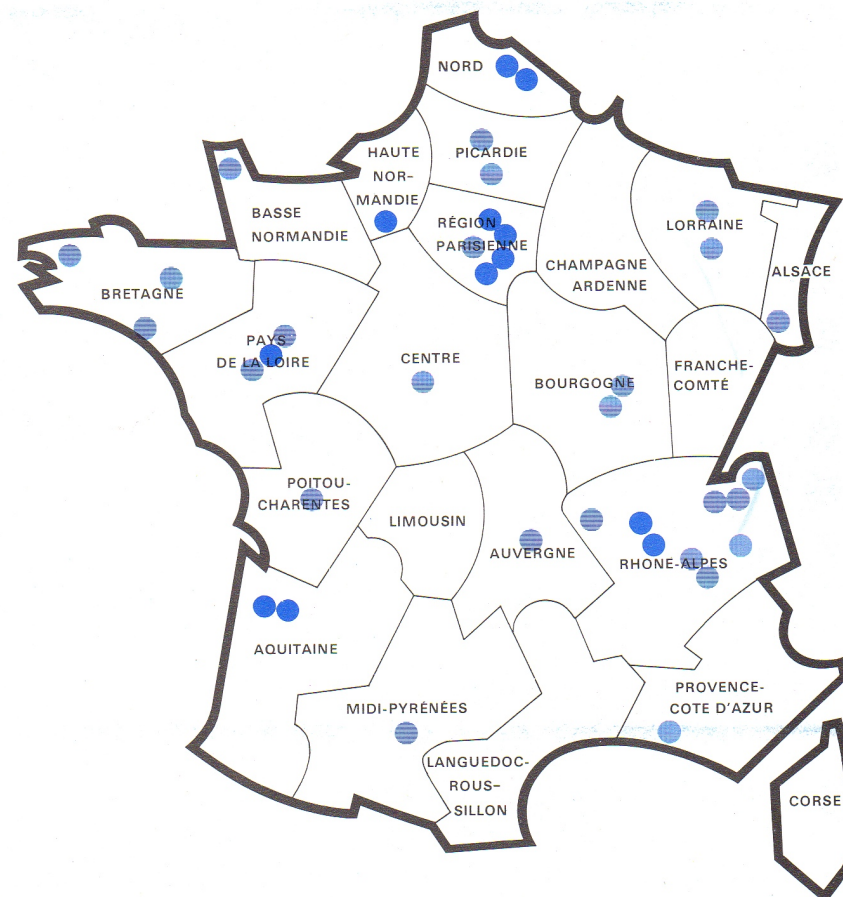 NORD
HAUTE
NOR-
MANDIE
PICARDIE
BASSE
NORMANDIE
RÉGION
PARISIENNE
LORRAINE
CHAMPAGNE
ARDENNE
ALSACE
BRETAGNE
PAYS
DE LA LOIRE
CENTRE
BOURGOGNE
FRANCHE-
COMTÉ
POITOU-
CHARENTES
LIMOUSIN
AUVERGNE
RHONE-ALPES
AQUITAINE
MIDI-PYRÉNÉES
PROVENCE-
COTE D'AZUR
LANGUEDOC-
ROUS-
SILLON
CORSE